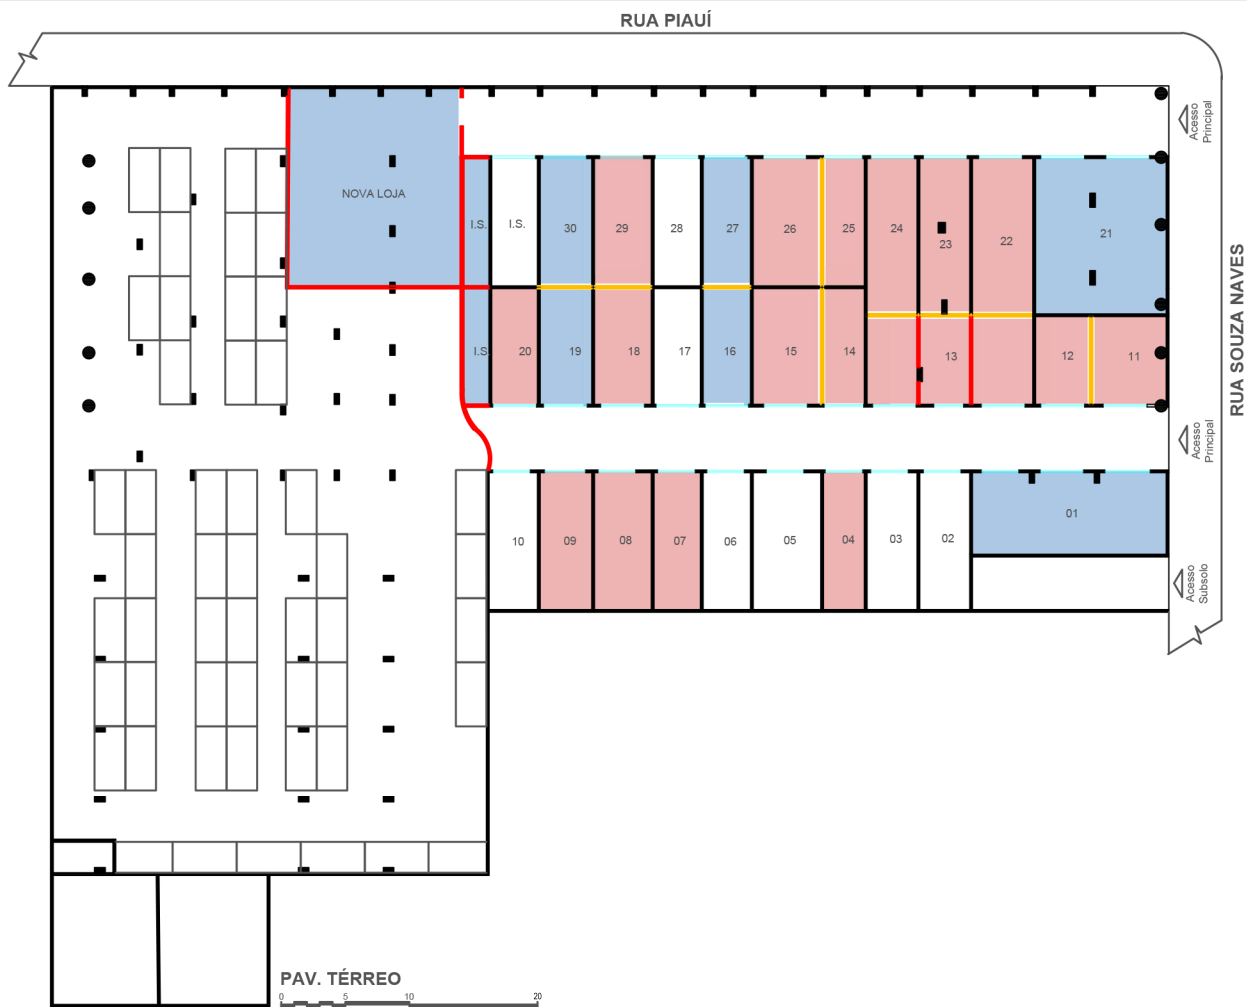 RUA PIAUÍ
Acesso
Principal
NOVA LOJA
I.S.
I.S.
30
29
28
27
26
25
24
23
22
21
RUA SOUZA NAVES
I.S.
20
19
18
17
16
15
14
13
12
11
Acesso
Principal
10
09
08
07
06
05
04
03
02
01
Acesso
Subsolo
PAV. TÉRREO
0 5 10 20